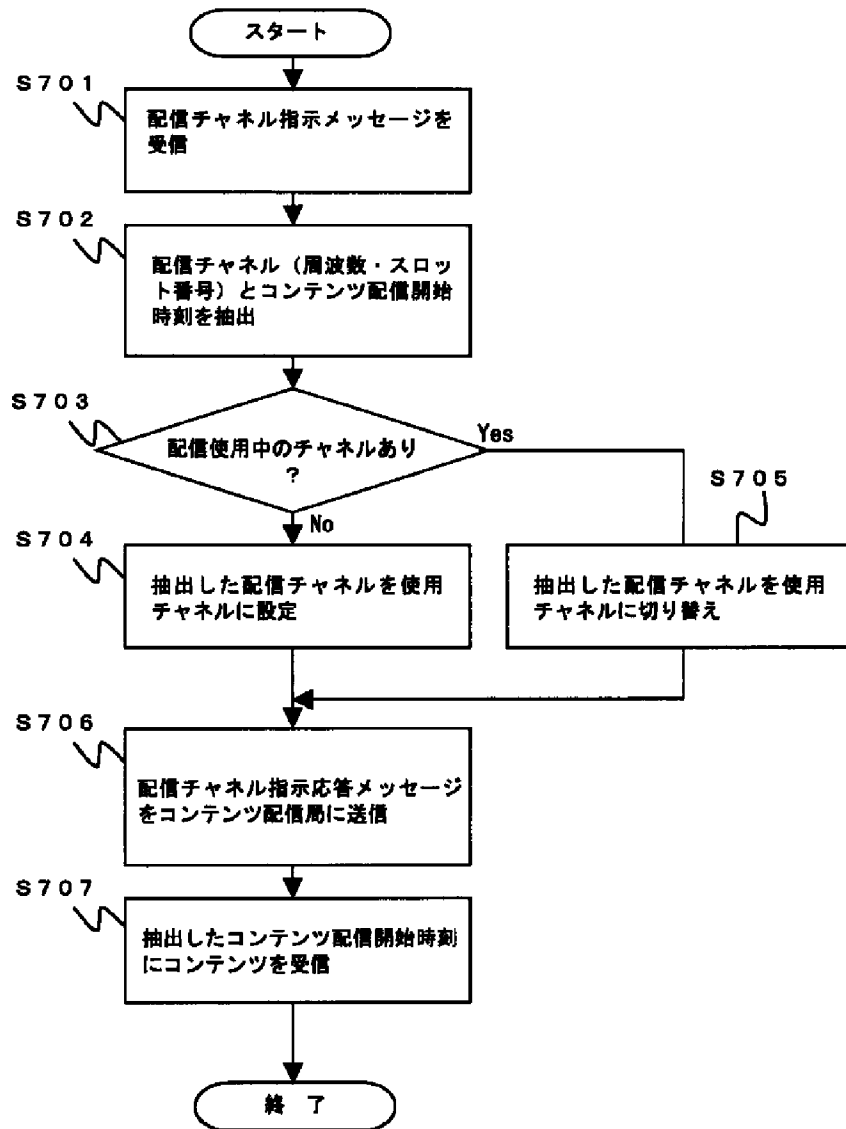 スタート
S701
配信チャネル指示メッセージを
受信
S702
配信チャネル（周波数・スロッ
ト番号）とコンテンツ配信開始
時刻を抽出
S703
配信使用中のチャネルあり
？
Yes
No
S704
抽出した配信チャネルを使用
チャネルに設定
S705
抽出した配信チャネルを使用
チャネルに切り替え
S706
配信チャネル指示応答メッセージ
をコンテンツ配信局に送信
S707
抽出したコンテンツ配信開始時刻
にコンテンツを受信
終 了